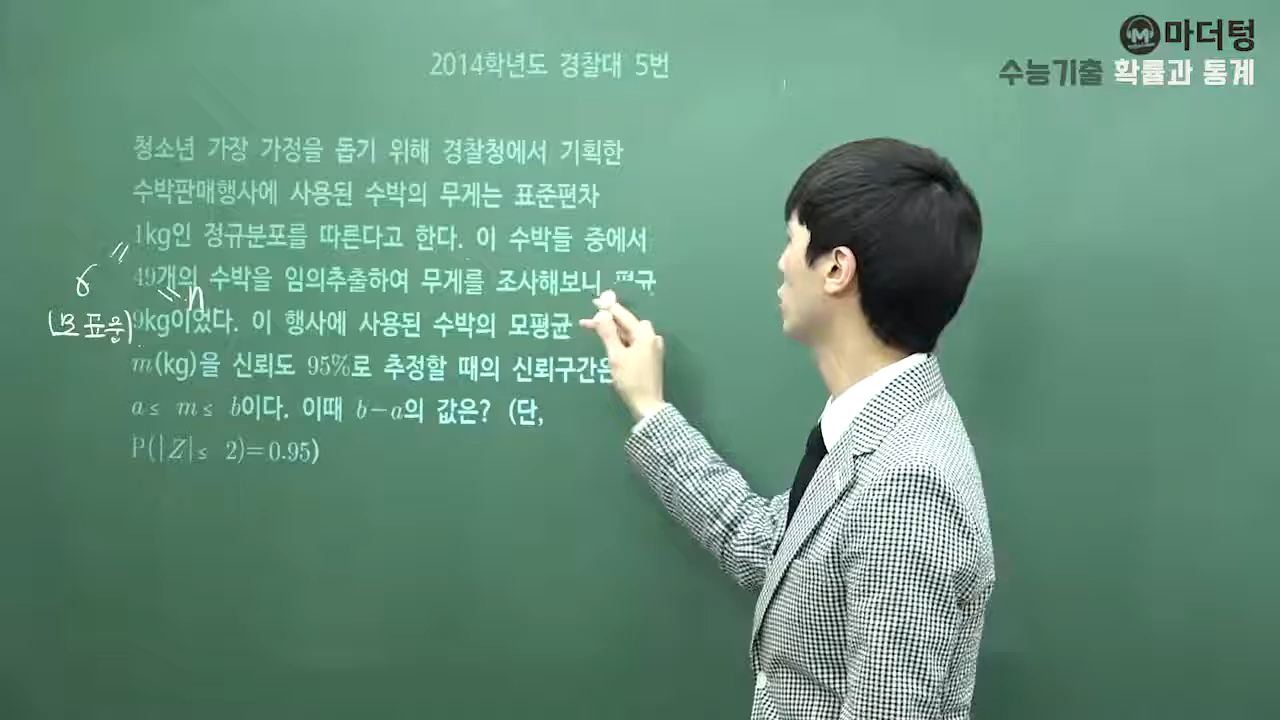 마더텅
수능기출 확률과 통계
2014학년도 경찰대 5번
청소년 가장 가정을 돕기 위해 경찰청에서 기획한
수박판매행사에 사용된 수박의 무게는 표준편차
1kg인 정규분포를 따른다고 한다. 이 수박들 중에서
49개의 수박을 임의추출하여 무게를 조사해보니 평균
9kg이었다. 이 행사에 사용된 수박의 모평균
m(kg)을 신뢰도 95%로 추정할 때의 신뢰구간은
a≤ m≤ b이다. 이때 b-a의 값은? (단,
P(|Z|≤ 2)=0.95)
σ
n